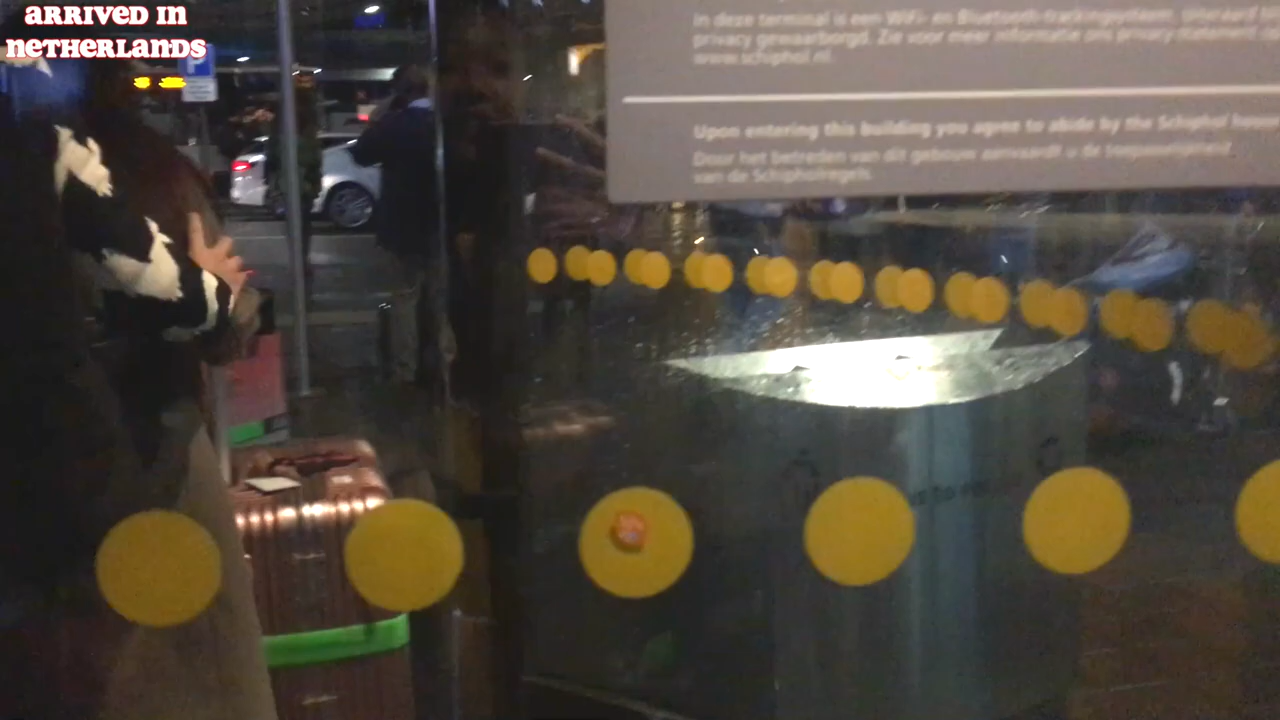 ARRIVED IN
NETHERLANDS
P
In deze terminal is een WiFi- en Bluetooth-trackingsysteem
privacy gewaarborgd. Zie voor meer informatie ons privacy statement
www.schiphol.nl.
Upon entering this building you agree to abide by the Schiphol
Door het betreden van dit gebouw aanvaardt u de toepasselijkheid
van de Schipholregels.